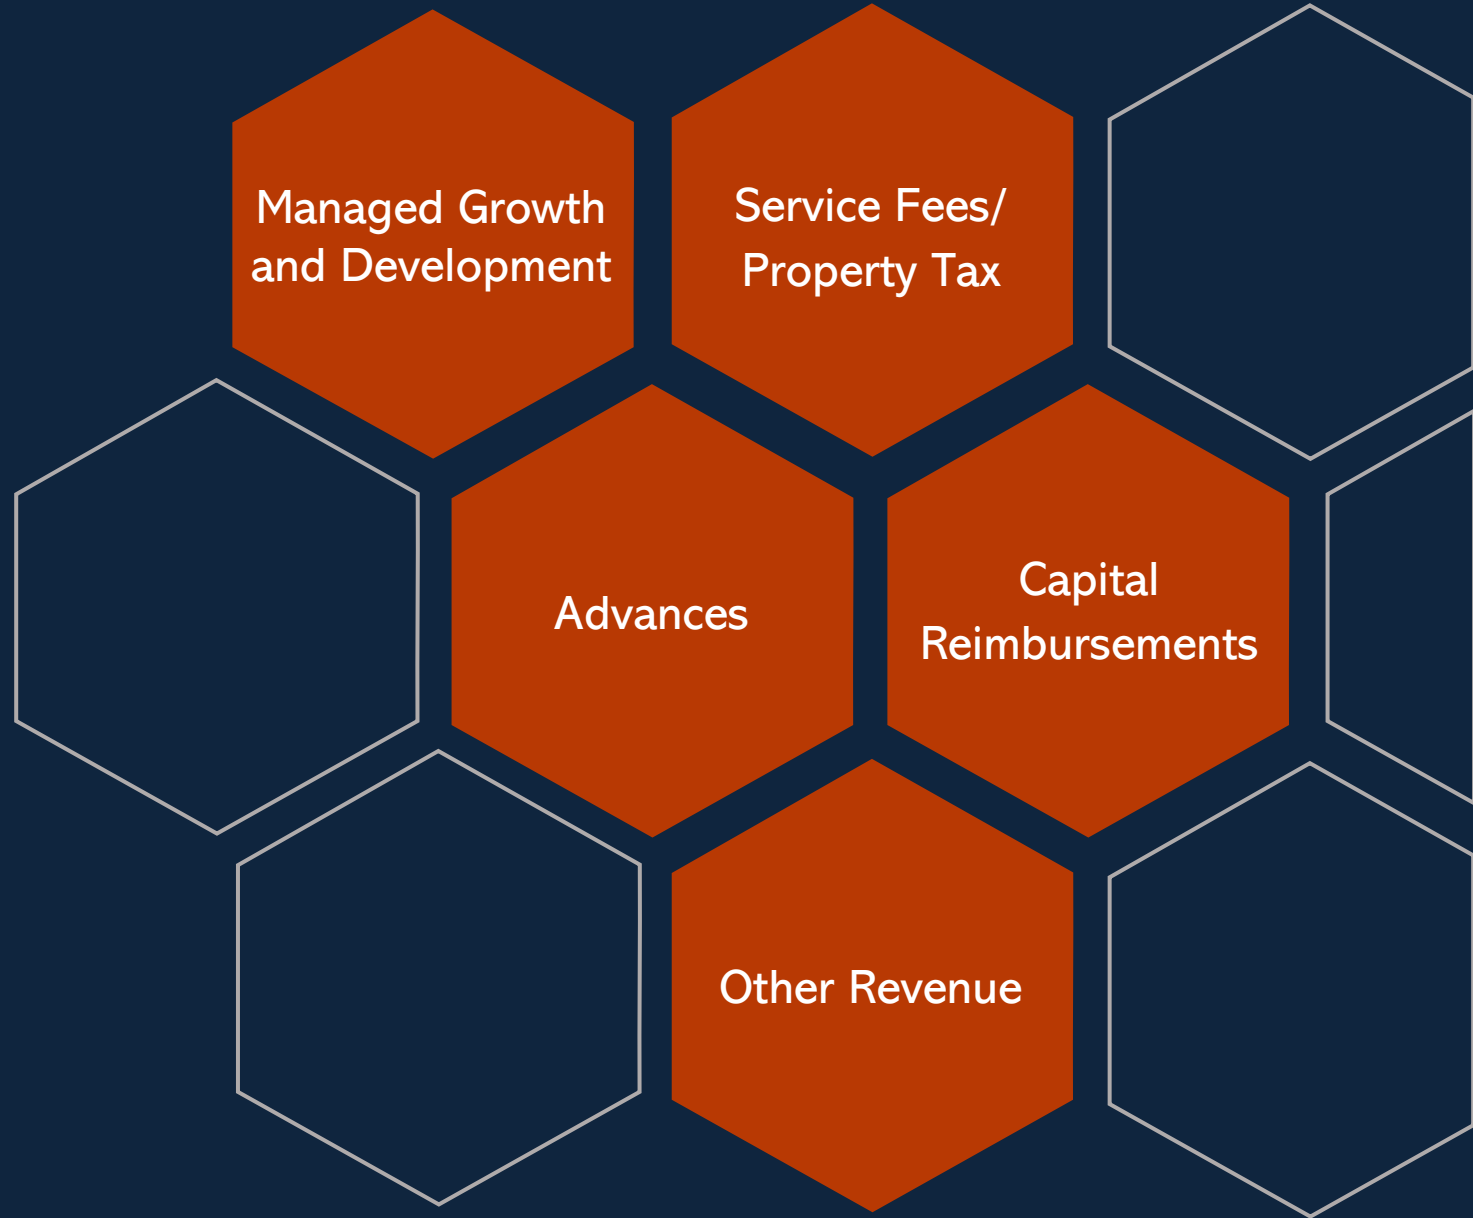 Managed Growth
and Development
Service Fees/
Property Tax
Advances
Capital
Reimbursements
Other Revenue